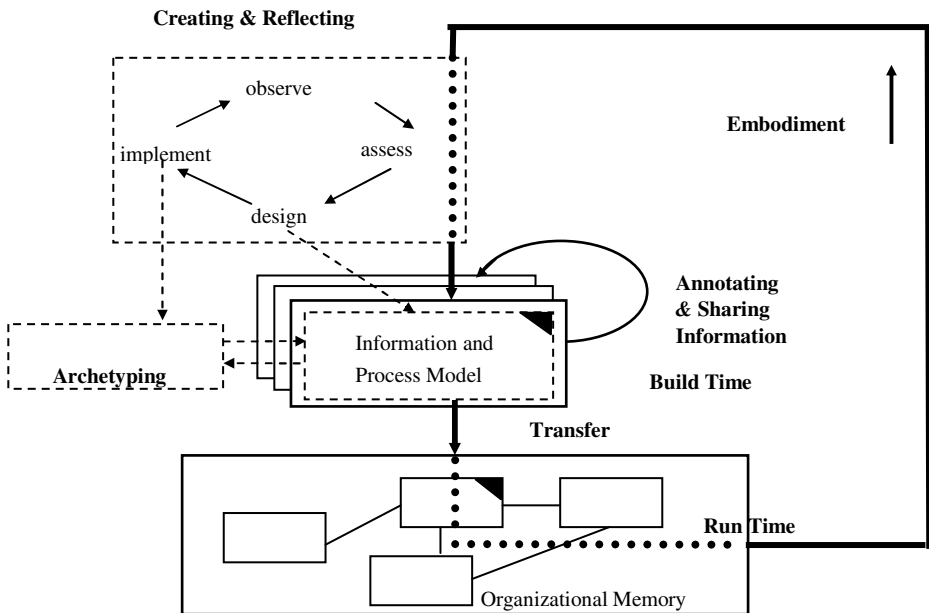 Creating & Reflecting
observe
Embodiment
implement
assess
design
Annotating
& Sharing
Information
Information and
Process Model
Archetyping
Build Time
Transfer
Run Time
Organizational Memory